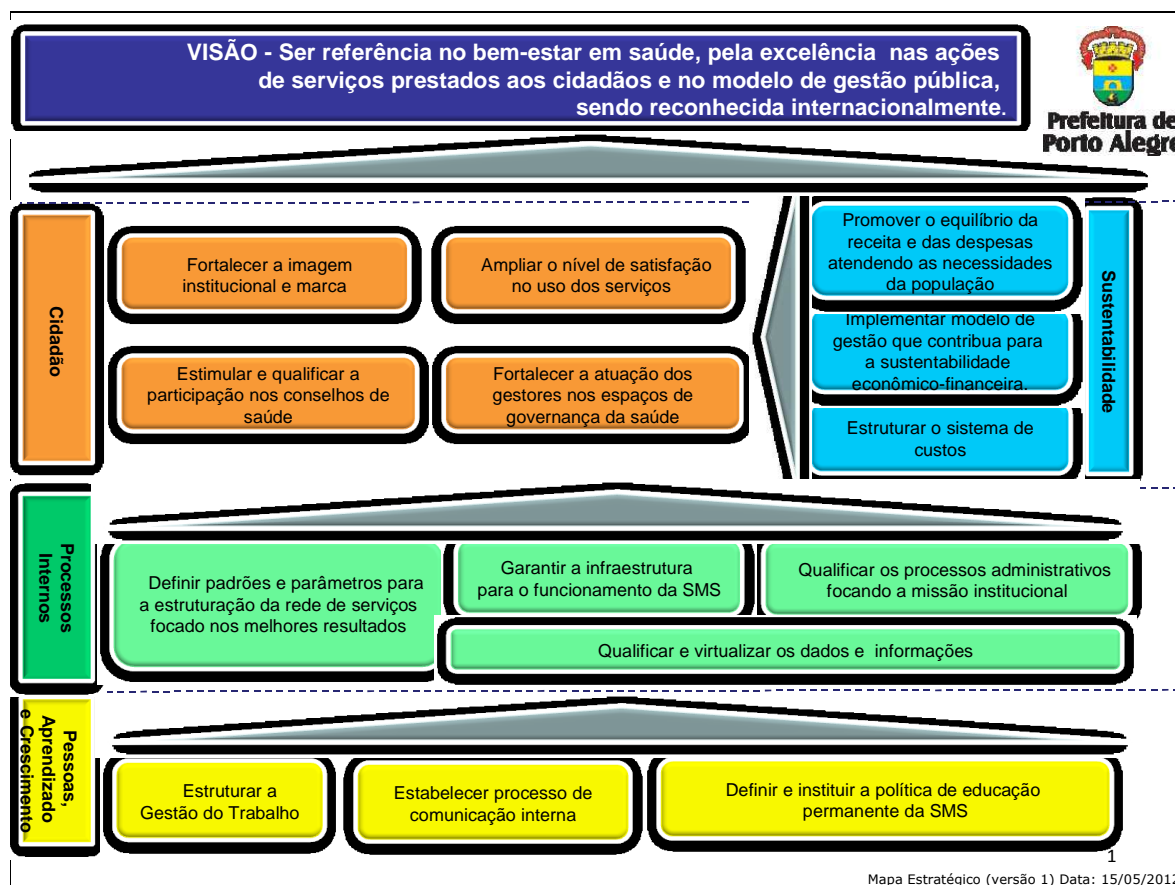 VISÃO - Ser referência no bem-estar em saúde, pela excelência nas ações
de serviços prestados aos cidadãos e no modelo de gestão pública,
sendo reconhecida internacionalmente.
Prefeitura de
Porto Alegre
Cidadão
Fortalecer a imagem
institucional e marca
Ampliar o nível de satisfação
no uso dos serviços
Estimular e qualificar a
participação nos conselhos de
saúde
Fortalecer a atuação dos
gestores nos espaços de
governança da saúde
Promover o equilíbrio da
receita e das despesas
atendendo as necessidades
da população
Implementar modelo de
gestão que contribua para
a sustentabilidade
econômico-financeira.
Estruturar o sistema de
custos
Sustentabilidade
Processos
Internos
Definir padrões e parâmetros para
a estruturação da rede de serviços
focado nos melhores resultados
Garantir a infraestrutura
para o funcionamento da SMS
Qualificar os processos administrativos
focando a missão institucional
Qualificar e virtualizar os dados e informações
Pessoas,
Aprendizado
e Crescimento
Estruturar a
Gestão do Trabalho
Estabelecer processo de
comunicação interna
Definir e instituir a política de educação
permanente da SMS
1
Mapa Estratégico (versão 1) Data: 15/05/2012